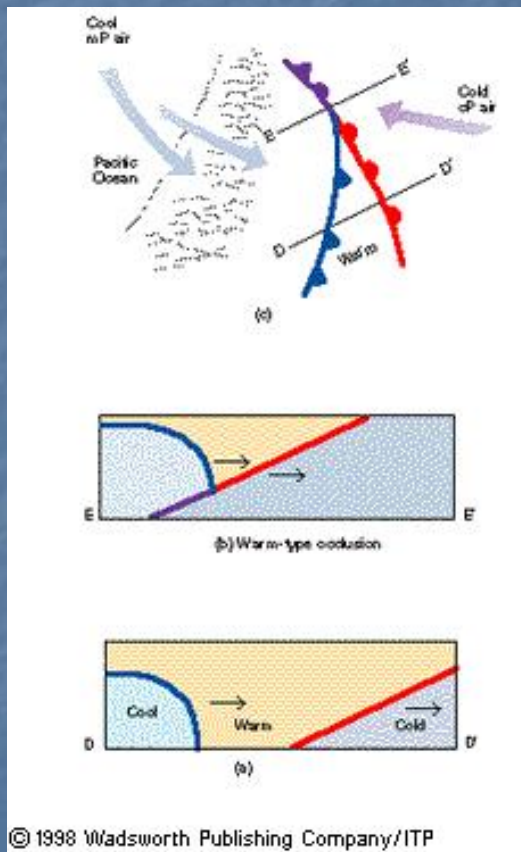 Cool
mP air
E'
Cold
cP air
E
Pacific
Ocean
D'
D
Warm
(c)
E
E'
(b) Warm-type occlusion
Cool
Warm
Cold
D
D'
(a)
© 1998 Wadsworth Publishing Company/ITP